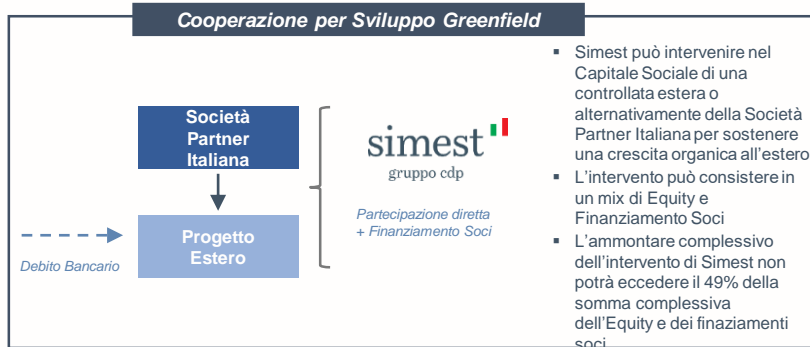 Cooperazione per Sviluppo Greenfield
Società
Partner
Italiana
Progetto
Estero
Debito Bancario
simest
gruppo cdp
Partecipazione diretta
+ Finanziamento Soci
▪ Simest può intervenire nel
Capitale Sociale di una
controllata estera o
alternativamente della Società
Partner Italiana per sostenere
una crescita organica all’estero
▪ L’intervento può consistere in
un mix di Equity e
Finanziamento Soci
▪ L’ammontare complessivo
dell’intervento di Simest non
potrà eccedere il 49% della
somma complessiva
dell’Equity e dei finaziamenti
soci